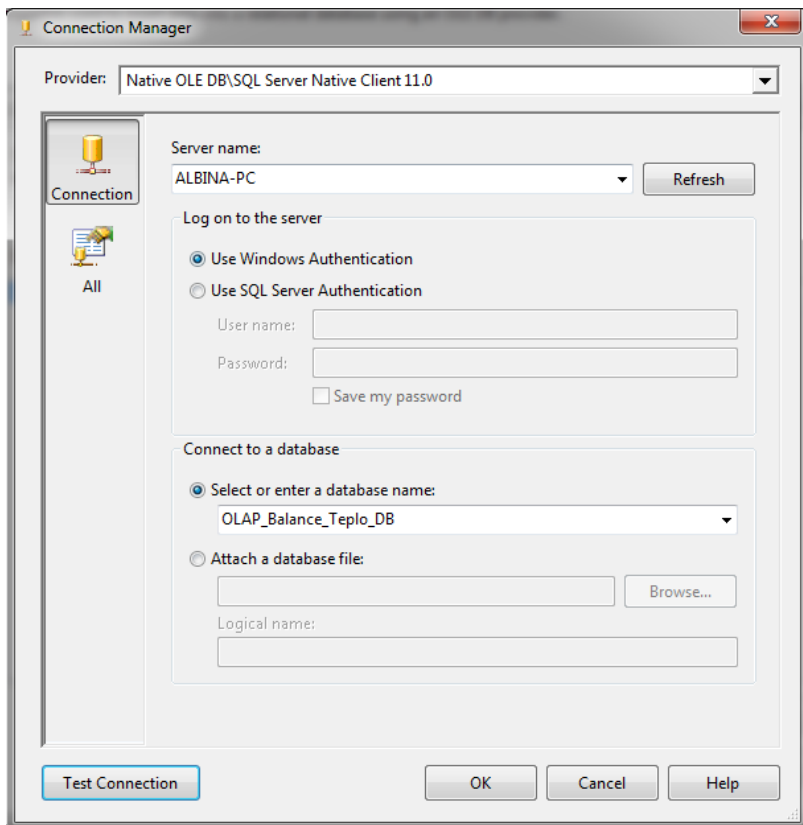 Connection Manager
Provider: Native OLE DB\SQL Server Native Client 11.0
Connection
All
Server name:
ALBINA-PC
Refresh
Log on to the server
Use Windows Authentication
Use SQL Server Authentication
User name:
Password:
Save my password
Connect to a database
Select or enter a database name:
OLAP_Balance_Teplo_DB
Attach a database file:
Browse...
Logical name:
Test Connection
OK
Cancel
Help